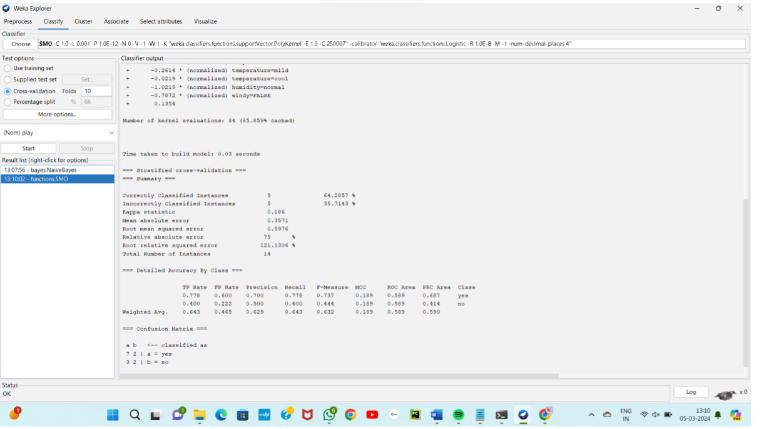 Weka Explorer
Preprocess Classify Cluster Associate Select attributes Visualize
Classifier
Choose SMO -C 1.0 -L 0.001 -P 1.0E-12 -N 0 -V -1 -W 1 -K "weka.classifiers.functions.supportVector.PolyKernel -E 1.0 -C 250007" -calibrator "weka.classifiers.functions.Logistic -R 1.0E-8 -M -1 -num-decimal-places 4"
Test options
Use training set
Supplied test set Set...
Cross-validation Folds 10
Percentage split % 66
More options...
(Nom) play
Start Stop
Result list (right-click for options)
13:07:56 - bayes.NaiveBayes
13:10:02 - functions.SMO
Classifier output
+ -0.2614 * (normalized) temperature=mild
+ -0.0219 * (normalized) temperature=cool
+ -1.0219 * (normalized) humidity=normal
+ -0.7872 * (normalized) windy=FALSE
+ 0.1354
Number of kernel evaluations: 84 (85.859% cached)
Time taken to build model: 0.03 seconds
=== Stratified cross-validation ===
=== Summary ===
Correctly Classified Instances 9 64.2857 %
Incorrectly Classified Instances 5 35.7143 %
Kappa statistic 0.186
Mean absolute error 0.3571
Root mean squared error 0.5976
Relative absolute error 75 %
Root relative squared error 121.1306 %
Total Number of Instances 14
=== Detailed Accuracy By Class ===
TP Rate FP Rate Precision Recall F-Measure MCC ROC Area PRC Area Class
0.778 0.600 0.700 0.778 0.737 0.189 0.589 0.687 yes
0.400 0.222 0.500 0.400 0.444 0.189 0.589 0.414 no
Weighted Avg. 0.643 0.465 0.629 0.643 0.632 0.189 0.589 0.590
=== Confusion Matrix ===
a b <-- classified as
7 2 | a = yes
3 2 | b = no
Status
OK
Log x 0
ENG
IN
13:10
05-03-2024